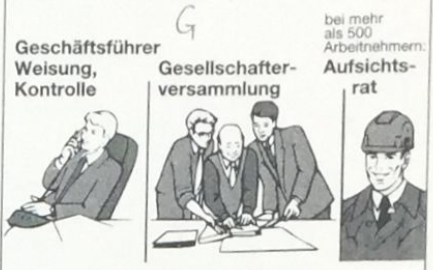 G
Geschäftsführer
Weisung,
Kontrolle
Gesellschafter-
versammlung
bei mehr
als 500
Arbeitnehmern:
Aufsichts-
rat